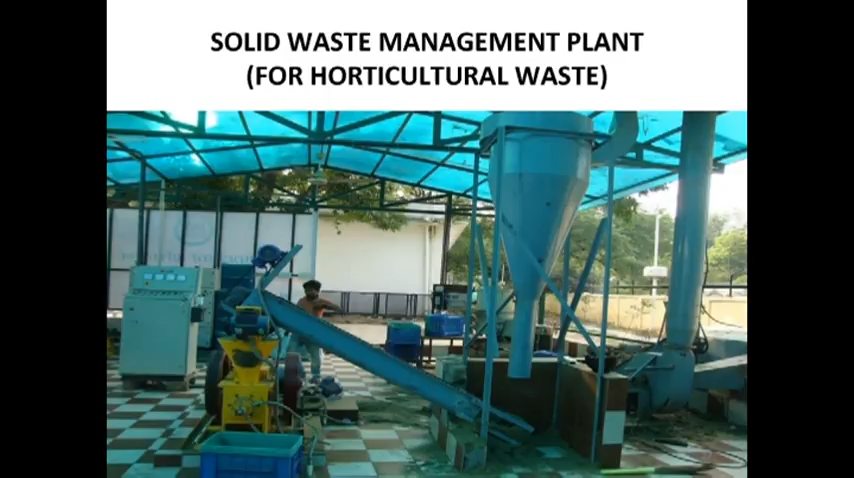 SOLID WASTE MANAGEMENT PLANT
(FOR HORTICULTURAL WASTE)